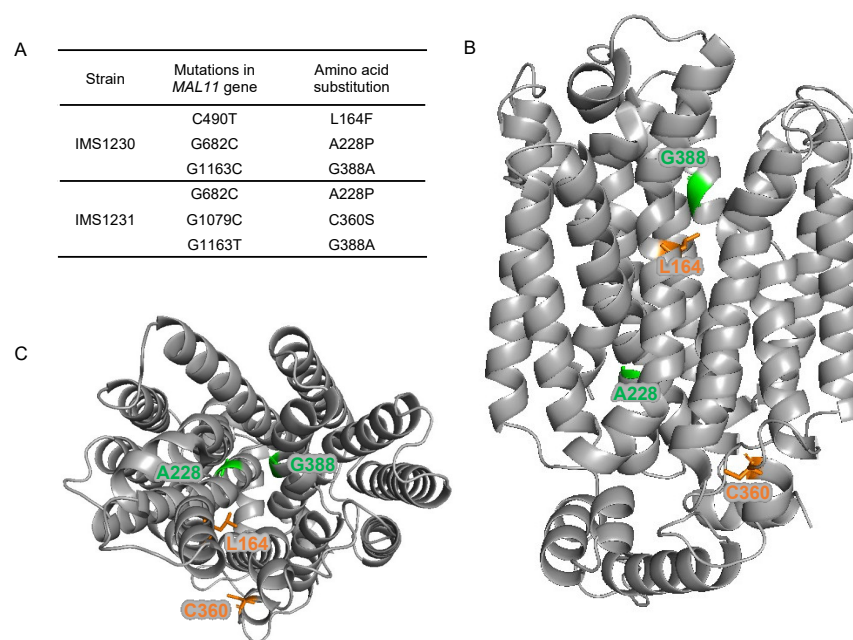 A
Strain Mutations in MAL11 gene Amino acid substitution
IMS1230
C490T L164F
G682C A228P
G1163C G388A
IMS1231
G682C A228P
G1079C C360S
G1163T G388A
B
G388
L164
A228
C360
C
A228
G388
L164
C360